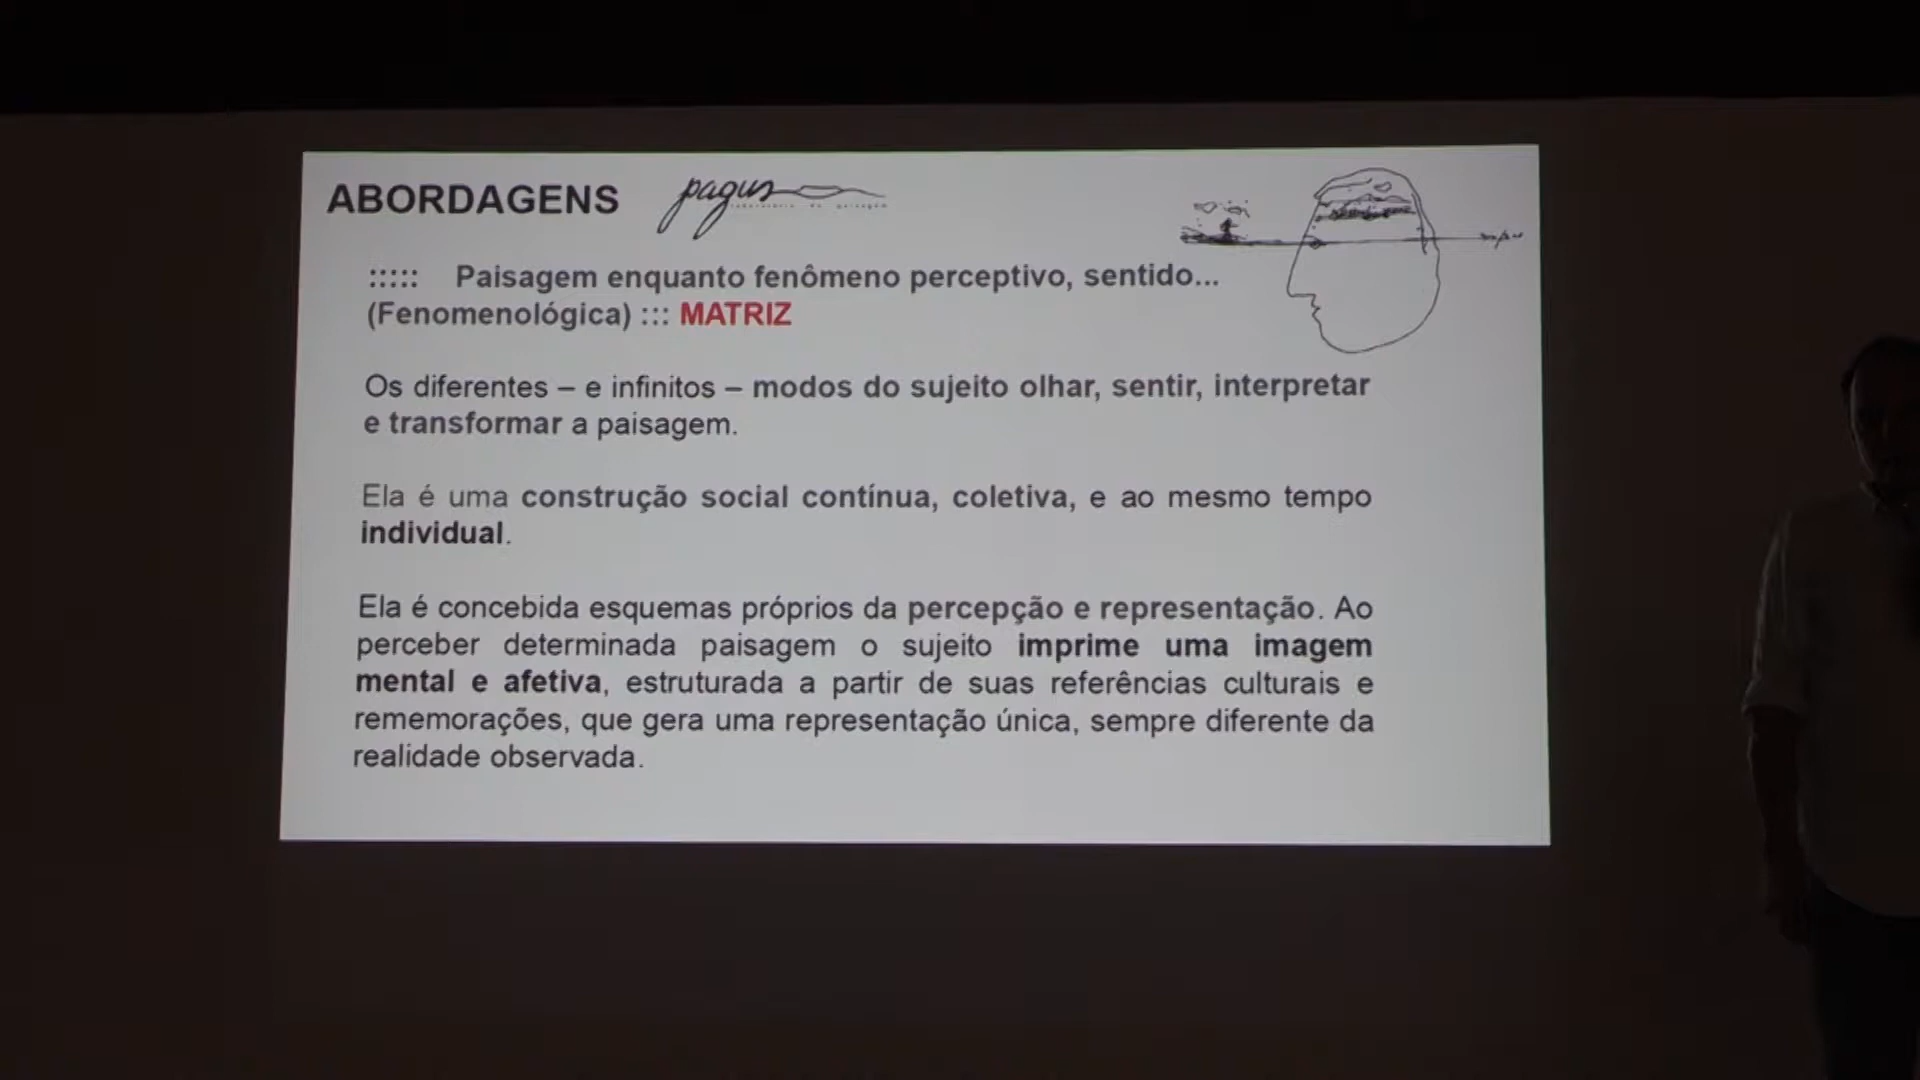 ABORDAGENS pagus
::::: Paisagem enquanto fenômeno perceptivo, sentido...
(Fenomenológica) ::: MATRIZ
Os diferentes – e infinitos – modos do sujeito olhar, sentir, interpretar
e transformar a paisagem.
Ela é uma construção social contínua, coletiva, e ao mesmo tempo
individual.
Ela é concebida esquemas próprios da percepção e representação. Ao
perceber determinada paisagem o sujeito imprime uma imagem
mental e afetiva, estruturada a partir de suas referências culturais e
rememorações, que gera uma representação única, sempre diferente da
realidade observada.